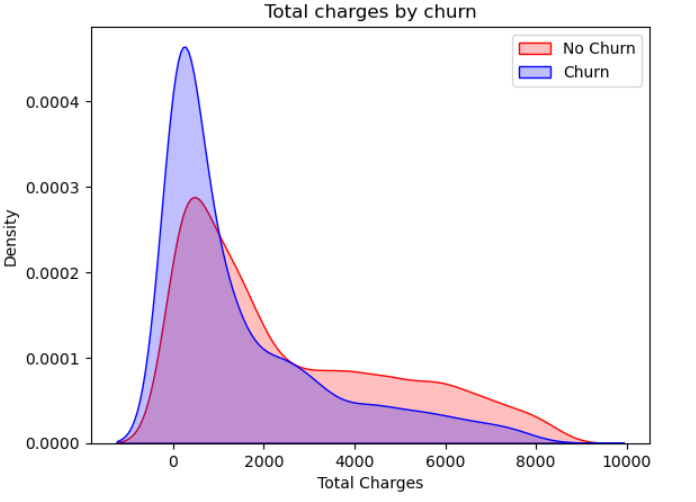 Total charges by churn
No Churn
Churn
0.0004
0.0003
0.0002
0.0001
0.0000
Density
0 2000 4000 6000 8000 10000
Total Charges